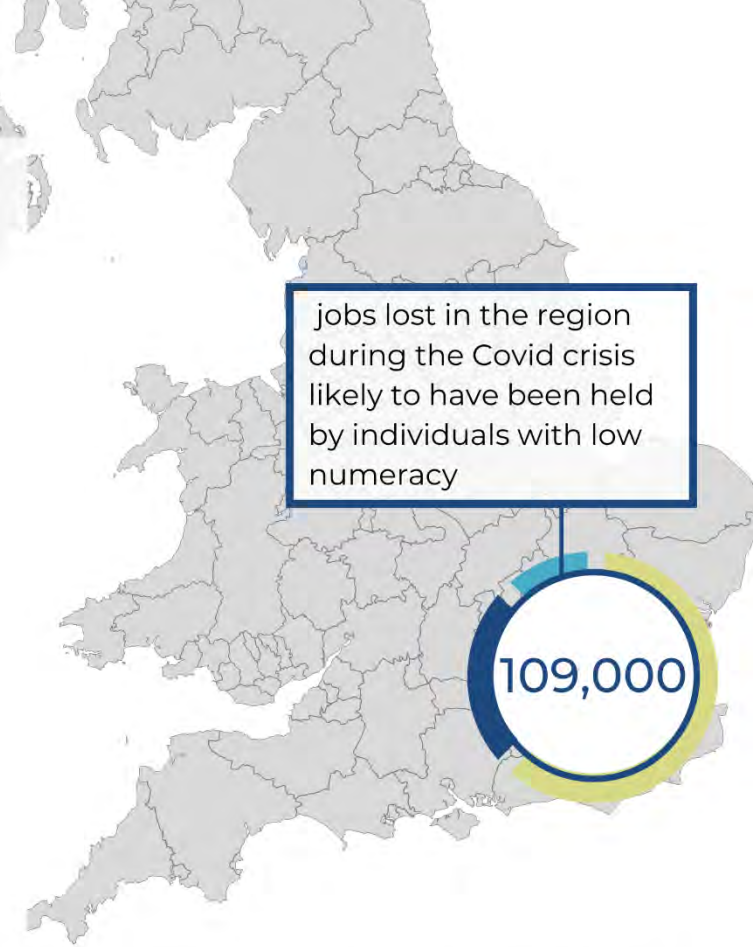 jobs lost in the region
during the Covid crisis
likely to have been held
by individuals with low
numeracy
109,000